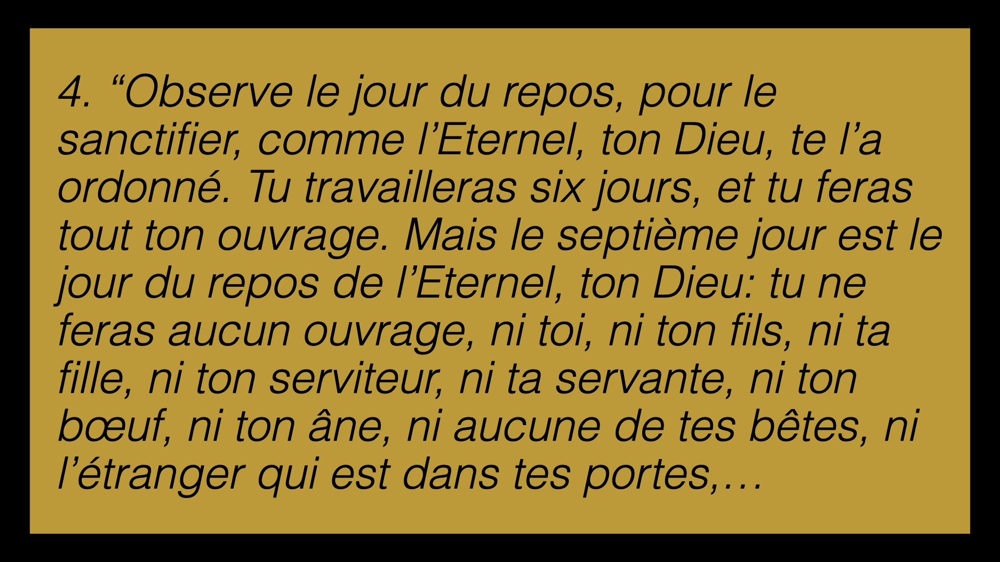 4. “Observe le jour du repos, pour le
sanctifier, comme l’Eternel, ton Dieu, te l’a
ordonné. Tu travailleras six jours, et tu feras
tout ton ouvrage. Mais le septième jour est le
jour du repos de l’Eternel, ton Dieu: tu ne
feras aucun ouvrage, ni toi, ni ton fils, ni ta
fille, ni ton serviteur, ni ta servante, ni ton
bœuf, ni ton âne, ni aucune de tes bêtes, ni
l’étranger qui est dans tes portes,…